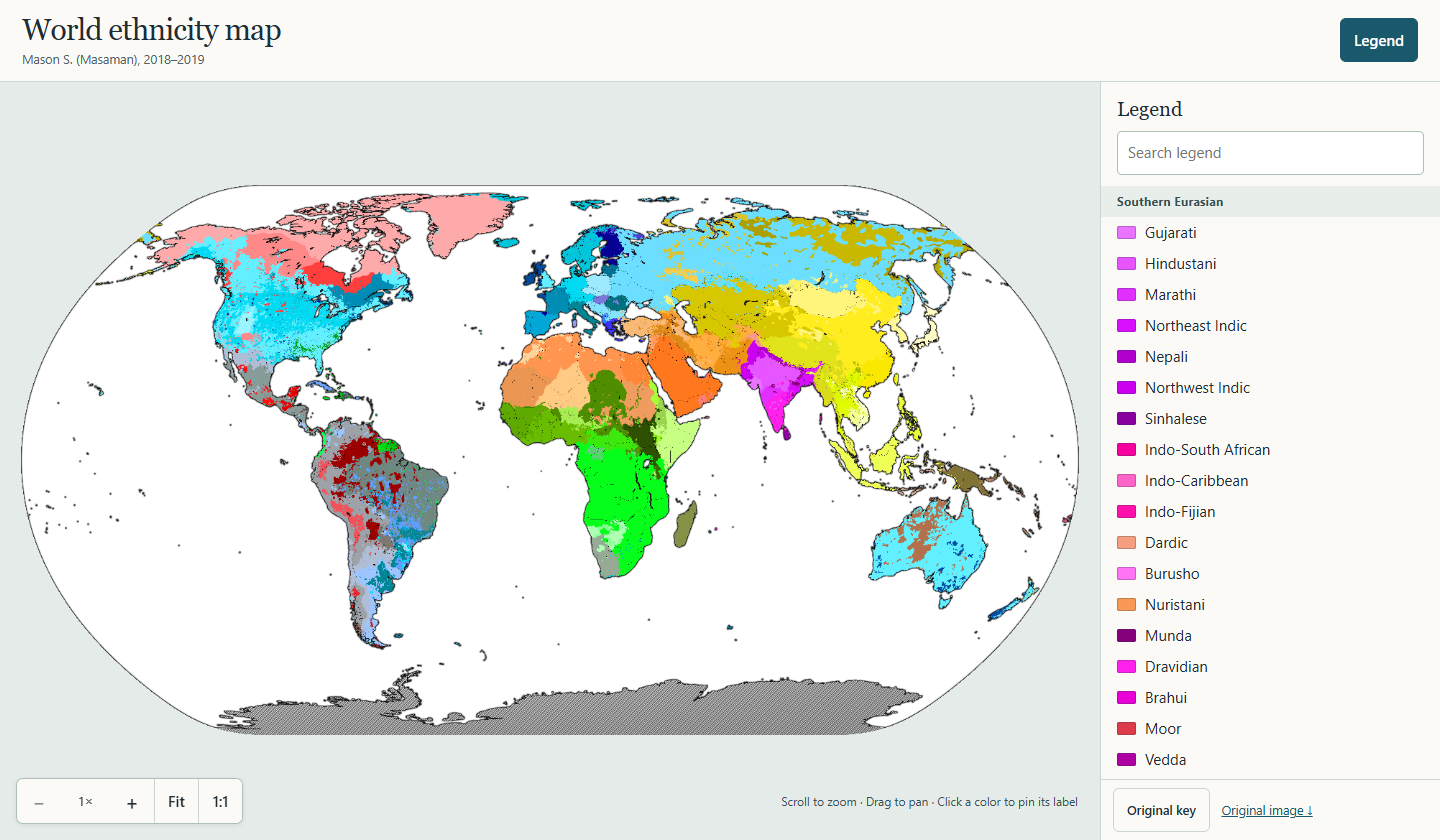 World ethnicity map
Mason S. (Masaman), 2018–2019
Legend
Legend
Search legend
Southern Eurasian
Gujarati
Hindustani
Marathi
Northeast Indic
Nepali
Northwest Indic
Sinhalese
Indo-South African
Indo-Caribbean
Indo-Fijian
Dardic
Burusho
Nuristani
Munda
Dravidian
Brahui
Moor
Vedda
− 1× + Fit 1:1
Scroll to zoom · Drag to pan · Click a color to pin its label
Original key
Original image ↓